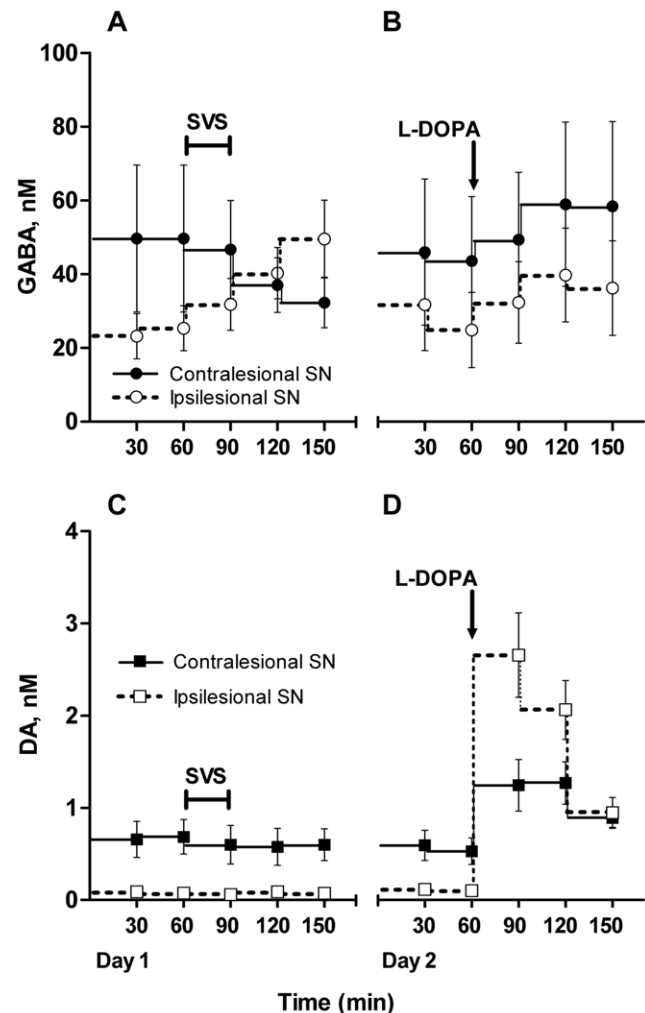 A
B
100
80
60
40
20
0
GABA, nM
SVS
L-DOPA
Contralesional SN
Ipsilesional SN
30 60 90 120 150
30 60 90 120 150
C
D
4
3
2
1
0
DA, nM
L-DOPA
Contralesional SN
Ipsilesional SN
SVS
30 60 90 120 150
30 60 90 120 150
Day 1
Day 2
Time (min)